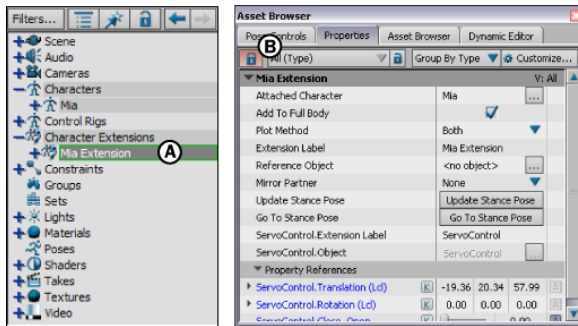 Filters...
Scene
Audio
Cameras
Characters
Mia
Control Rigs
Character Extensions
Mia Extension
A
Constraints
Groups
Sets
Lights
Materials
Poses
Shaders
Takes
Textures
Video
Asset Browser
Pose Controls Properties Asset Browser Dynamic Editor
B
All (Type) Group By Type Customize...
Mia Extension V: All
Attached Character Mia ...
Add To Full Body
Plot Method Both
Extension Label Mia Extension
Reference Object <no object> ...
Mirror Partner None
Update Stance Pose Update Stance Pose
Go To Stance Pose Go To Stance Pose
ServoControl.Extension Label ServoControl
ServoControl.Object ServoControl ...
Property References
ServoControl.Translation (Lcl) K -19.36 20.34 57.99 A
ServoControl.Rotation (Lcl) K 0.00 0.00 0.00 A
ServoControl.Close_Open K 0.00 A